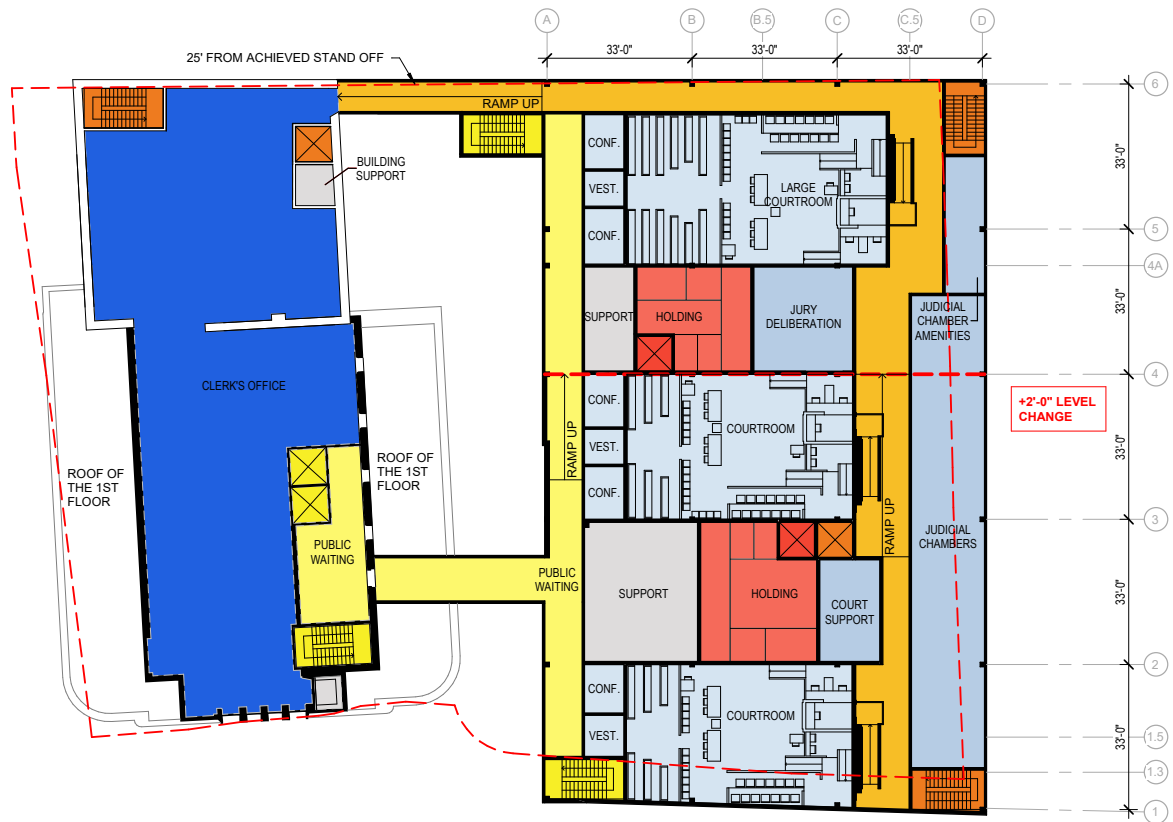 A
B
B.5
C
C.5
D
33'-0"
33'-0"
33'-0"
25' FROM ACHIEVED STAND OFF
6
RAMP UP
BUILDING
SUPPORT
CONF.
VEST.
CONF.
LARGE
COURTROOM
33'-0"
5
4A
SUPPORT
HOLDING
JURY
DELIBERATION
JUDICIAL
CHAMBER
AMENITIES
33'-0"
4
CLERK'S OFFICE
+2'-0" LEVEL
CHANGE
CONF.
VEST.
CONF.
RAMP UP
COURTROOM
33'-0"
ROOF OF
THE 1ST
FLOOR
ROOF OF
THE 1ST
FLOOR
3
PUBLIC
WAITING
PUBLIC
WAITING
SUPPORT
HOLDING
COURT
SUPPORT
RAMP UP
JUDICIAL
CHAMBERS
33'-0"
2
CONF.
VEST.
COURTROOM
33'-0"
1.5
1.3
1